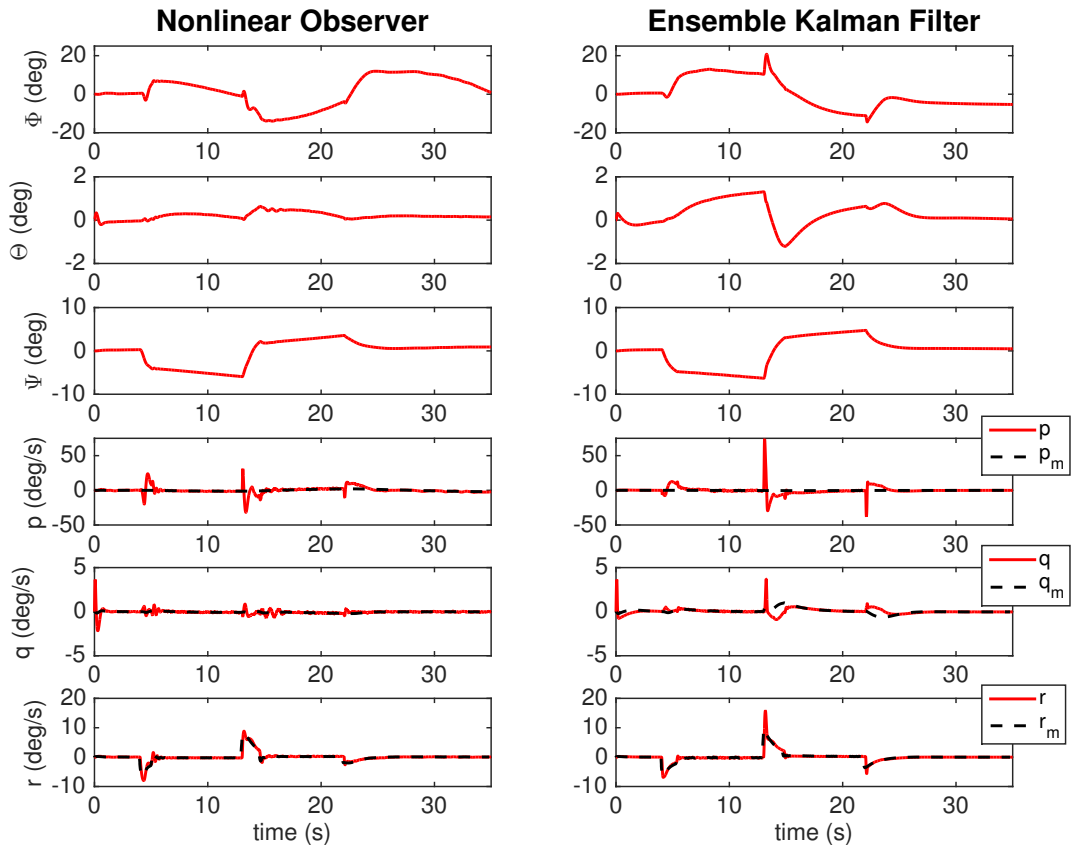 Nonlinear Observer
Ensemble Kalman Filter
Φ (deg)
20
0
-20
0 10 20 30
20
0
-20
0 10 20 30
Θ (deg)
2
0
-2
0 10 20 30
2
0
-2
0 10 20 30
Ψ (deg)
10
0
-10
0 10 20 30
10
0
-10
0 10 20 30
p (deg/s)
50
0
-50
0 10 20 30
50
0
-50
0 10 20 30
p
p_m
q (deg/s)
5
0
-5
0 10 20 30
5
0
-5
0 10 20 30
q
q_m
r (deg/s)
20
10
0
-10
0 10 20 30
time (s)
20
10
0
-10
0 10 20 30
time (s)
r
r_m